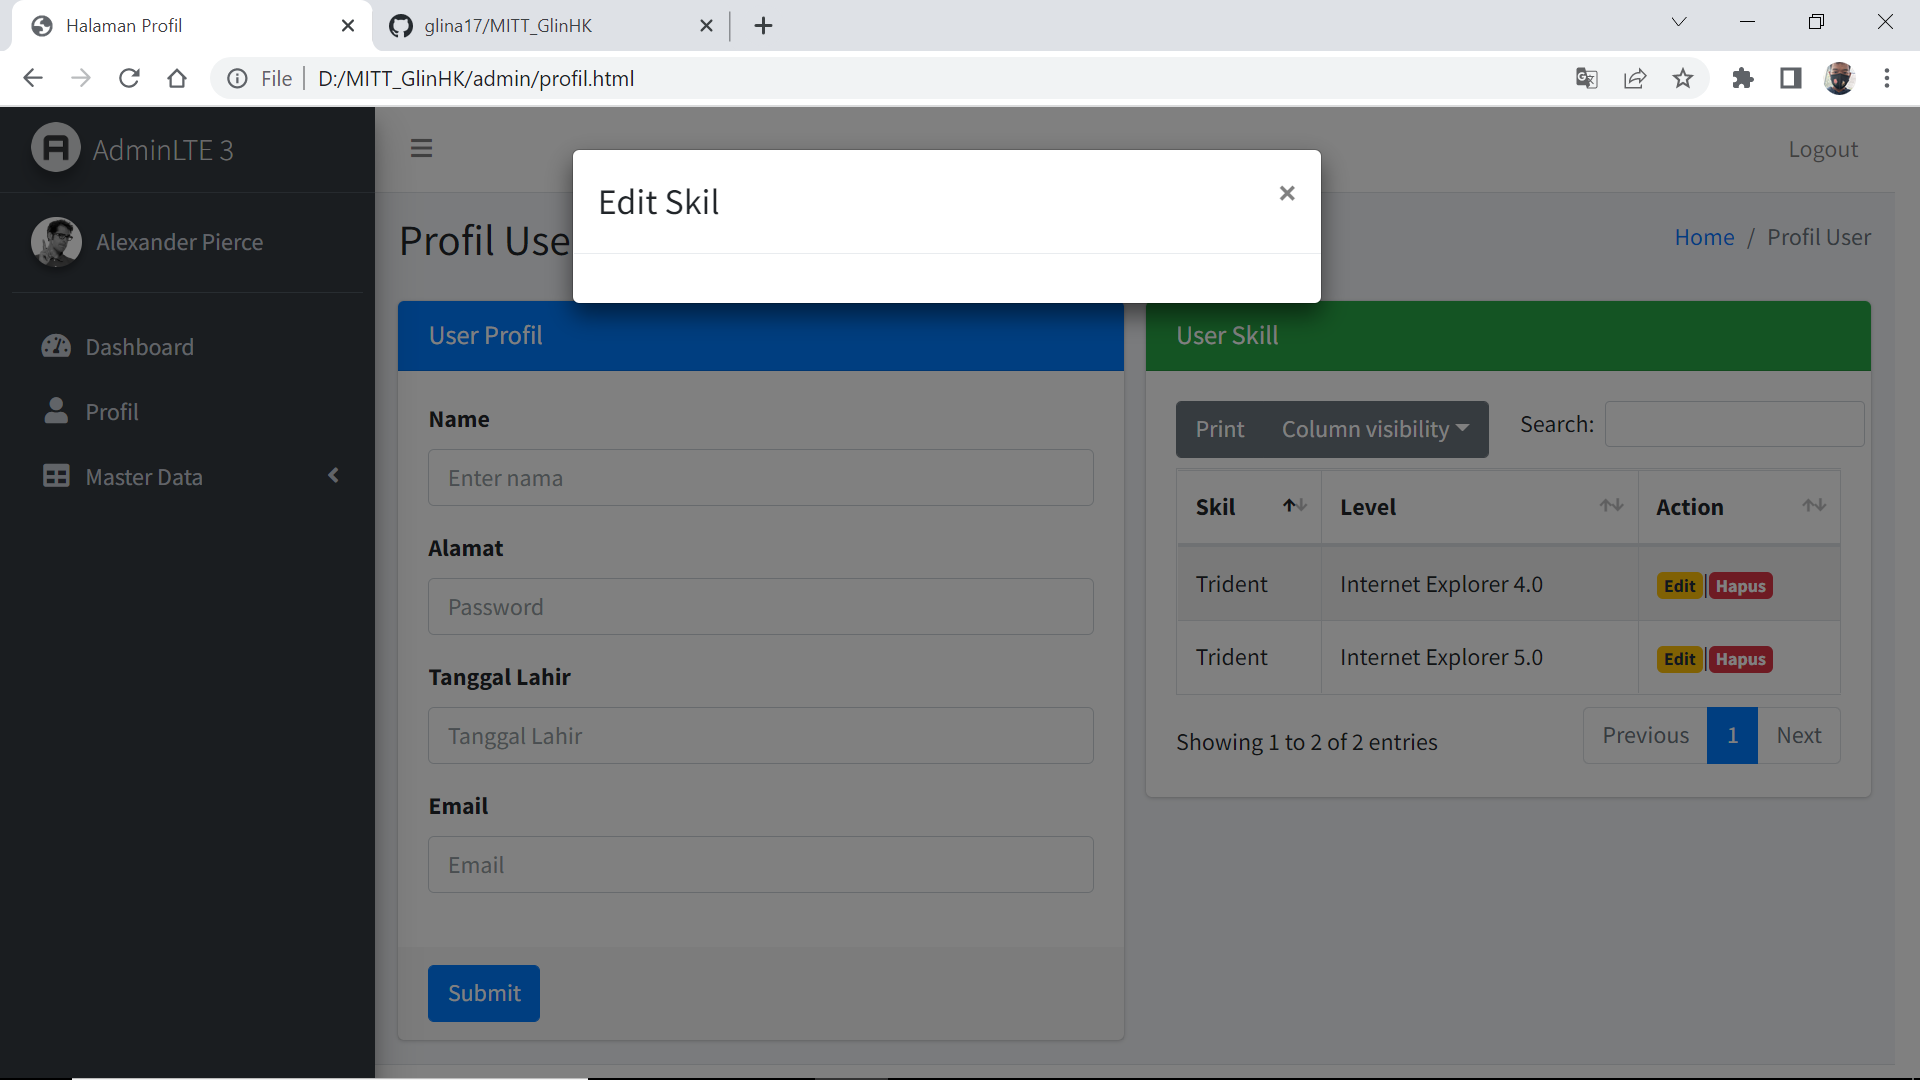 Halaman Profil
glina17/MITT_GlinHK
File
D:/MITT_GlinHK/admin/profil.html
AdminLTE 3
Logout
Edit Skil
×
Alexander Pierce
Profil Use
Home / Profil User
Dashboard
Profil
Master Data
User Profil
Name
Enter nama
Alamat
Password
Tanggal Lahir
Tanggal Lahir
Email
Email
Submit
User Skill
Print Column visibility
Search:
Skil Level Action
Trident Internet Explorer 4.0 Edit|Hapus
Trident Internet Explorer 5.0 Edit|Hapus
Showing 1 to 2 of 2 entries
Previous 1 Next